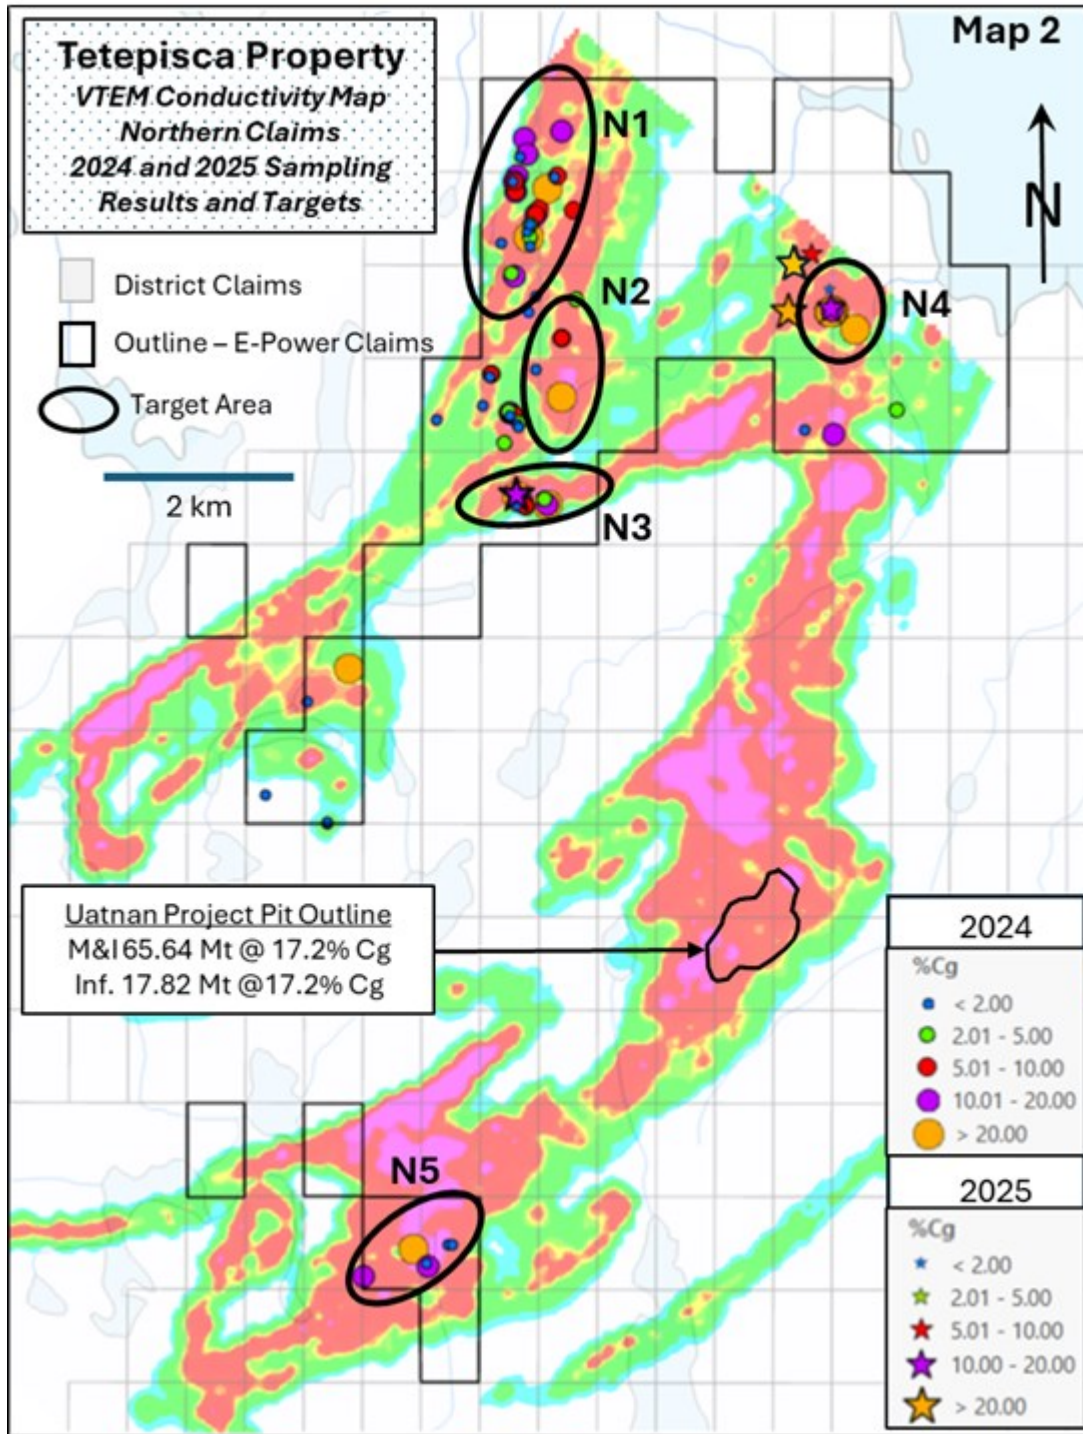 Map 2
Tetepisca Property
VTEM Conductivity Map
Northern Claims
2024 and 2025 Sampling
Results and Targets
N1
N
District Claims
N2
N4
Outline – E-Power Claims
Target Area
2 km
N3
Uatnan Project Pit Outline
M&I 65.64 Mt @ 17.2% Cg
Inf. 17.82 Mt @17.2% Cg
2024
%Cg
< 2.00
2.01 - 5.00
5.01 - 10.00
10.01 - 20.00
> 20.00
N5
2025
%Cg
< 2.00
2.01 - 5.00
5.01 - 10.00
10.00 - 20.00
> 20.00